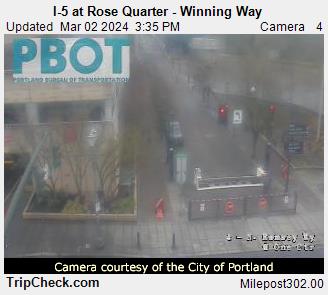 I-5 at Rose Quarter - Winning Way
Updated Mar 02 2024 3:35 PM Camera 4
PBOT
PORTLAND BUREAU OF TRANSPORTATION
Camera courtesy of the City of Portland
TripCheck.com Milepost302.00